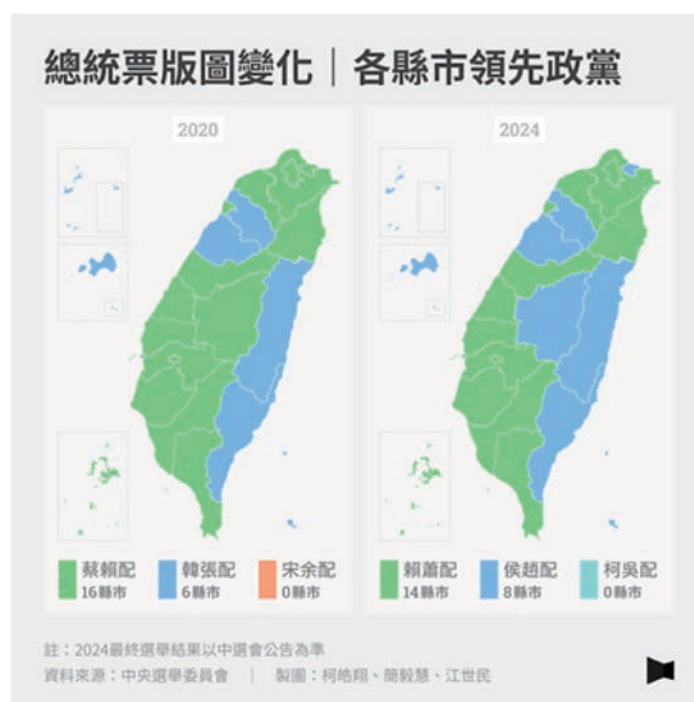 總統票版圖變化｜各縣市領先政黨
2020
2024
蔡賴配
16縣市
韓張配
6縣市
宋余配
0縣市
賴蕭配
14縣市
侯趙配
8縣市
柯吳配
0縣市
註：2024最終選舉結果以中選會公告為準
資料來源：中央選舉委員會 ｜ 製圖：柯皓翔、簡毅慧、江世民